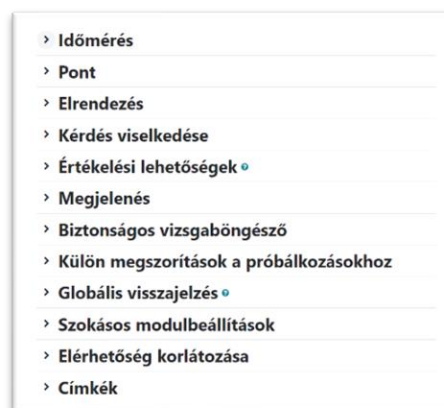 Időmérés
Pont
Elrendezés
Kérdés viselkedése
Értékelési lehetőségek
Megjelenés
Biztonságos vizsgaböngésző
Külön megszorítások a próbálkozásokhoz
Globális visszajelzés
Szokásos modulbeállítások
Elérhetőség korlátozása
Címkék